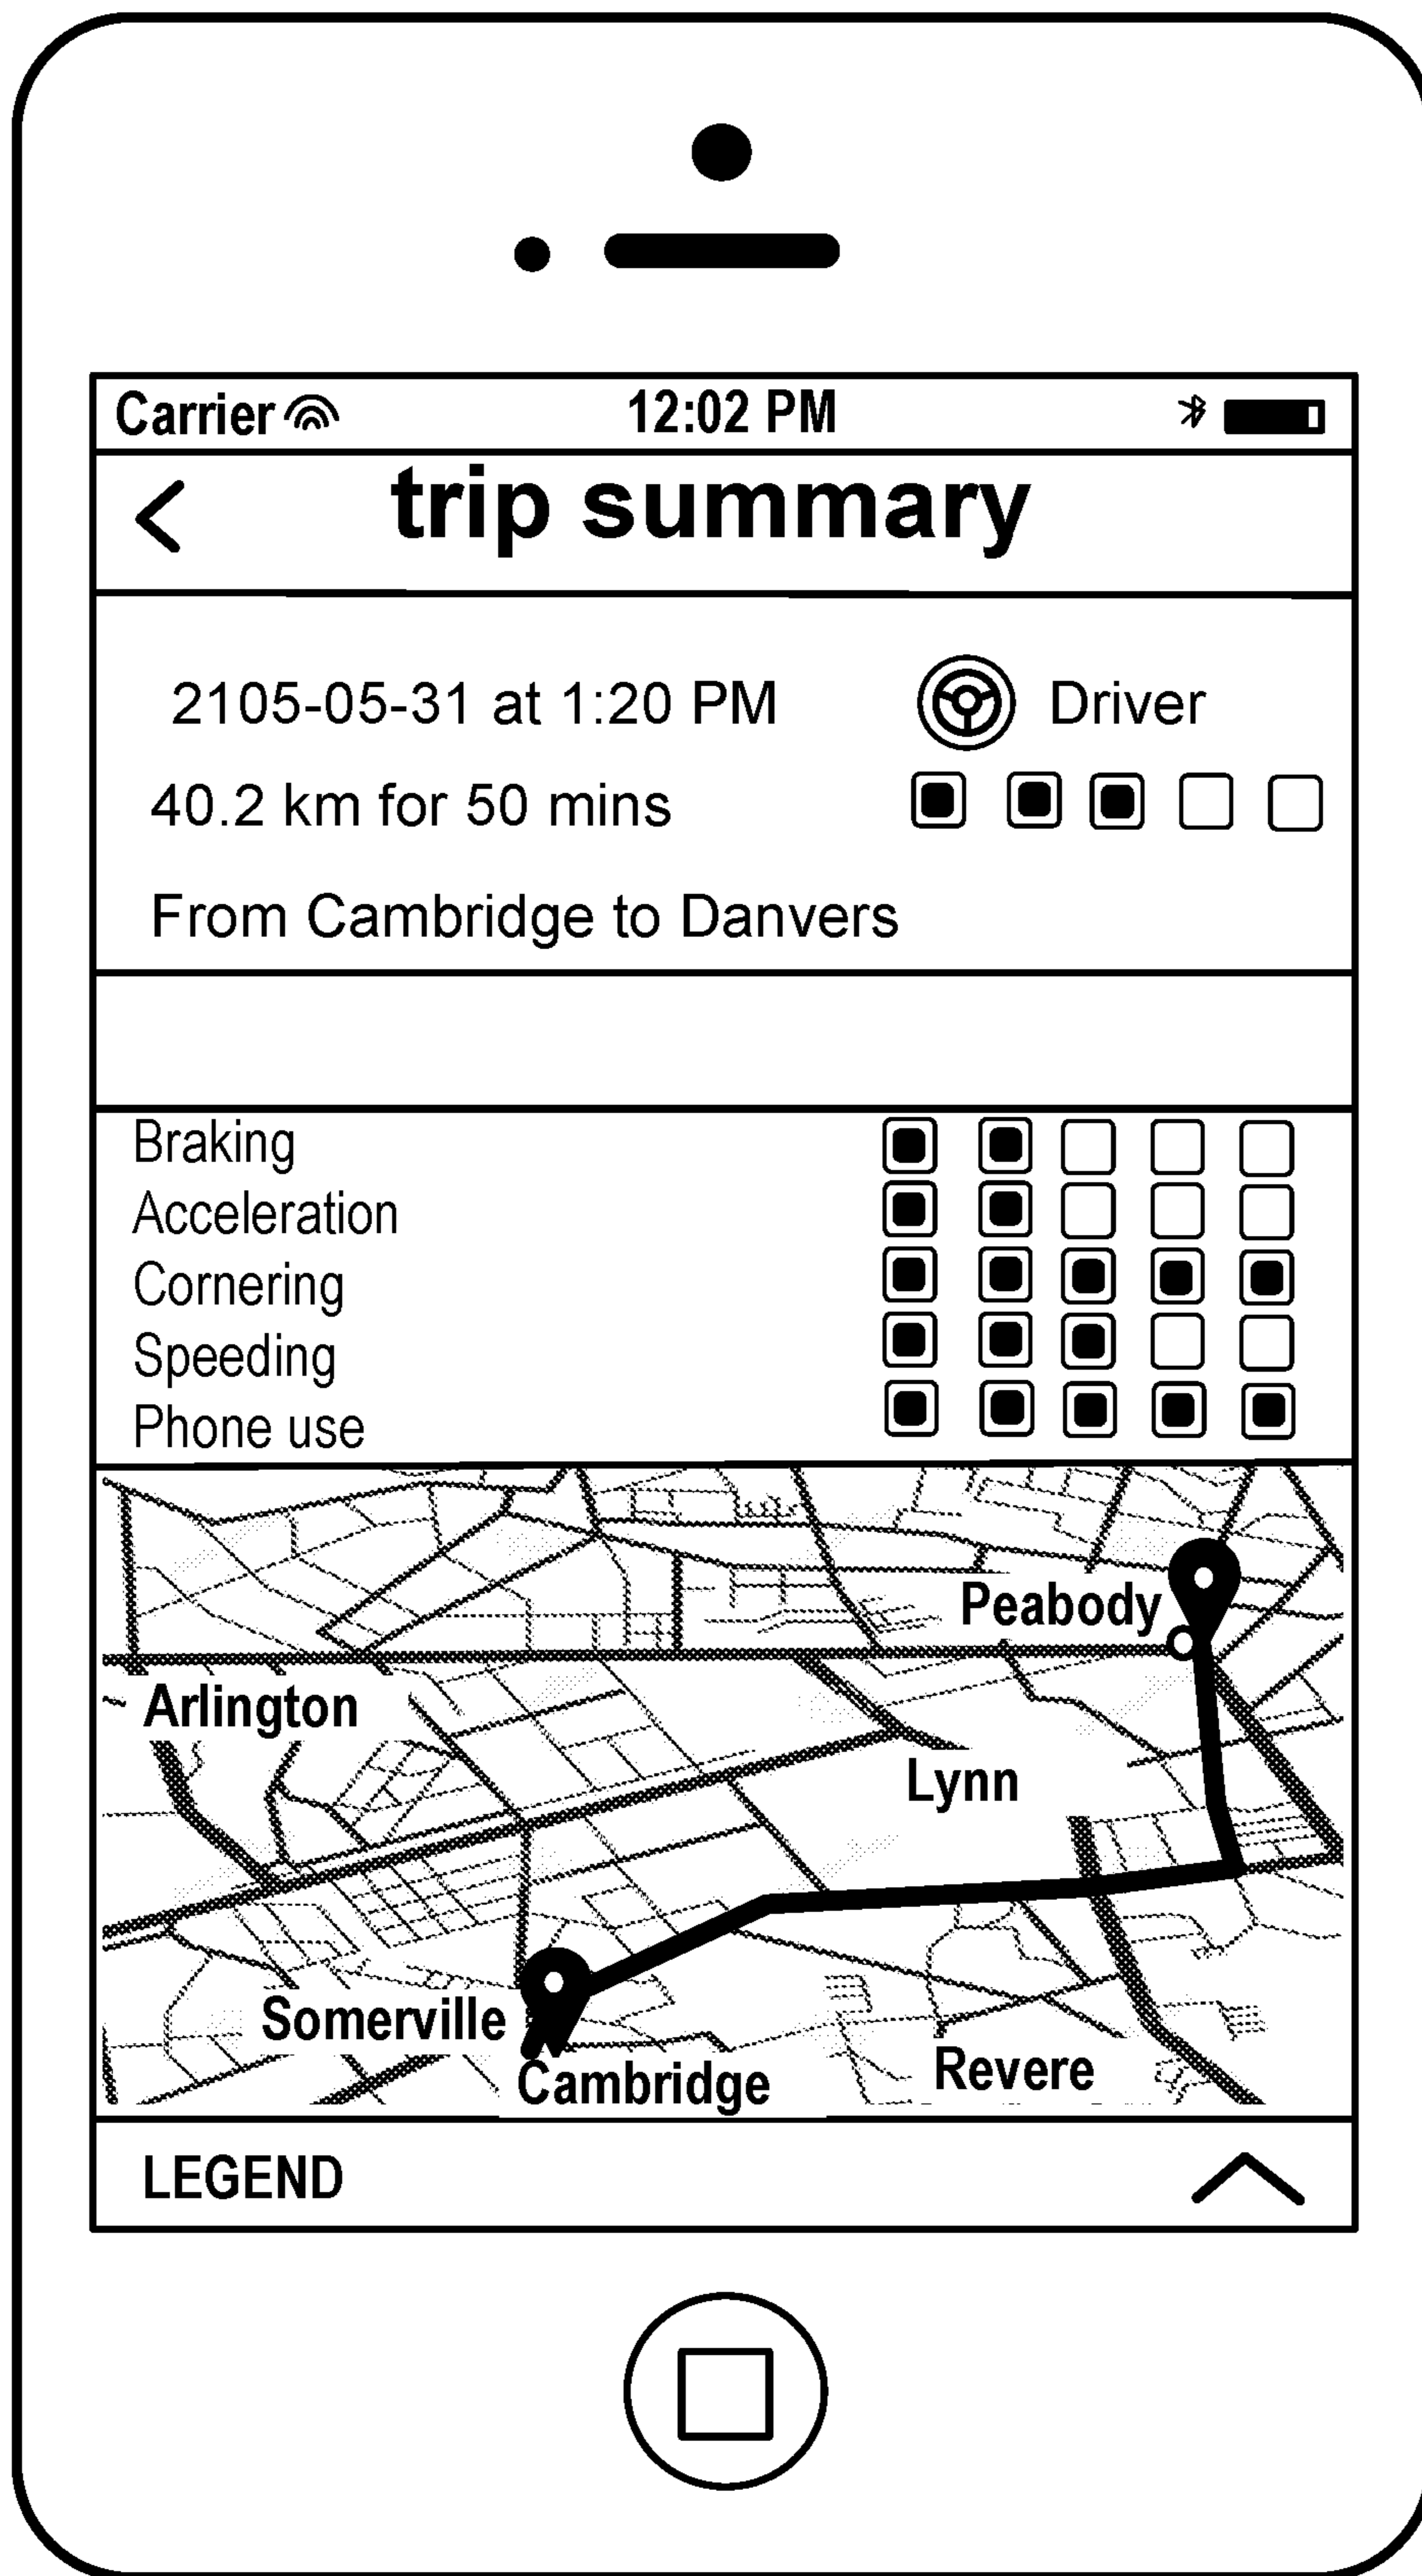 Carrier 12:02 PM
trip summary
2105-05-31 at 1:20 PM Driver
40.2 km for 50 mins
From Cambridge to Danvers
Braking
Acceleration
Cornering
Speeding
Phone use
Peabody
Arlington
Lynn
Somerville
Revere
Cambridge
LEGEND